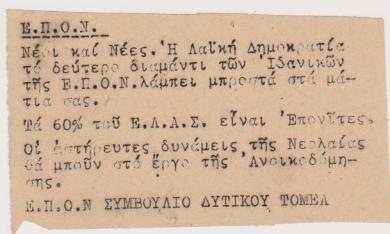 Ε.Π.Ο.Ν.
Νέοι καί Νέες. Ἡ Λαϊκή Δημοκρατία
τό δεύτερο διαμάντι τῶν Ἰδανικῶν
τῆς Ε.Π.Ο.Ν. λάμπει μπροστά στά μά-
τια σας.
Τά 60% τοῦ Ε.Λ.Α.Σ. εἶναι Ἐπονῖτες.
Οἱ ἀστήρευτες δυνάμεις τῆς Νεολαίας
θά μποῦν στό ἔργο τῆς Ἀνοικοδόμη-
σης.
Ε.Π.Ο.Ν ΣΥΜΒΟΥΛΙΟ ΔΥΤΙΚΟΥ ΤΟΜΕΑ